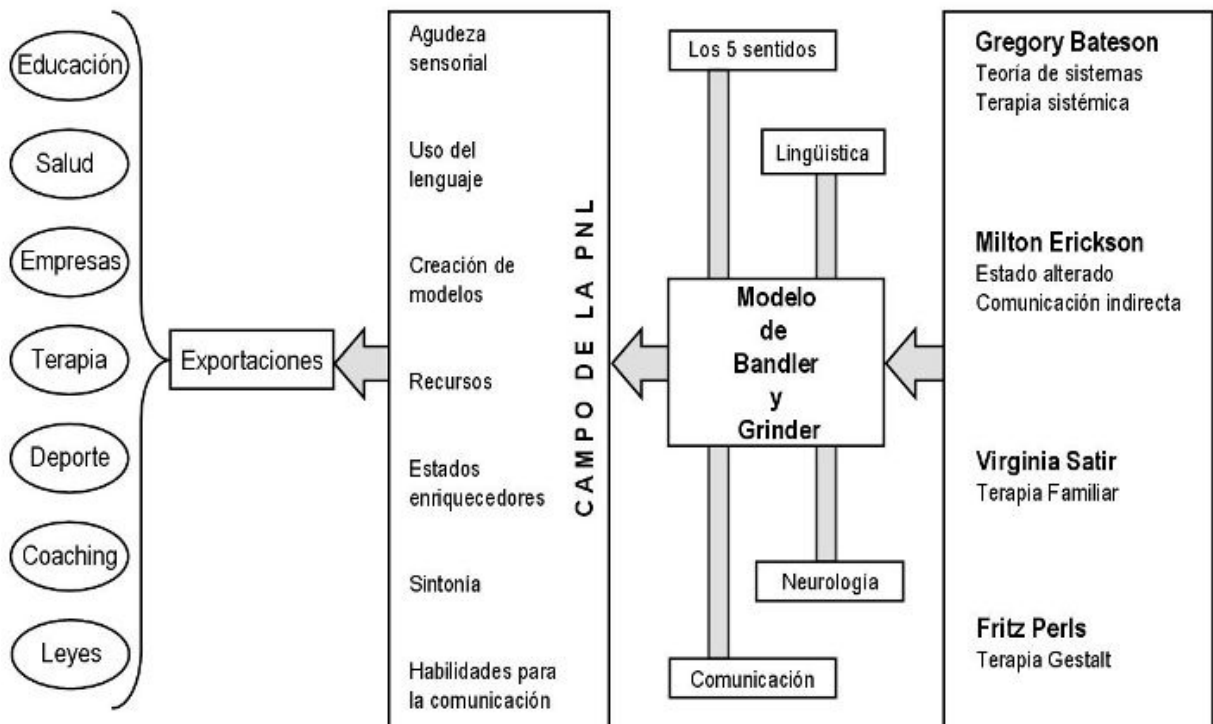 Educación
Salud
Empresas
Terapia
Deporte
Coaching
Leyes
Exportaciones
Agudeza
sensorial
Uso del
lenguaje
Creación de
modelos
Recursos
Estados
enriquecedores
Sintonía
Habilidades para
la comunicación
CAMPO DE LA PNL
Los 5 sentidos
Lingüística
Modelo
de
Bandler
y
Grinder
Neurología
Comunicación
Gregory Bateson
Teoría de sistemas
Terapia sistémica
Milton Erickson
Estado alterado
Comunicación indirecta
Virginia Satir
Terapia Familiar
Fritz Perls
Terapia Gestalt